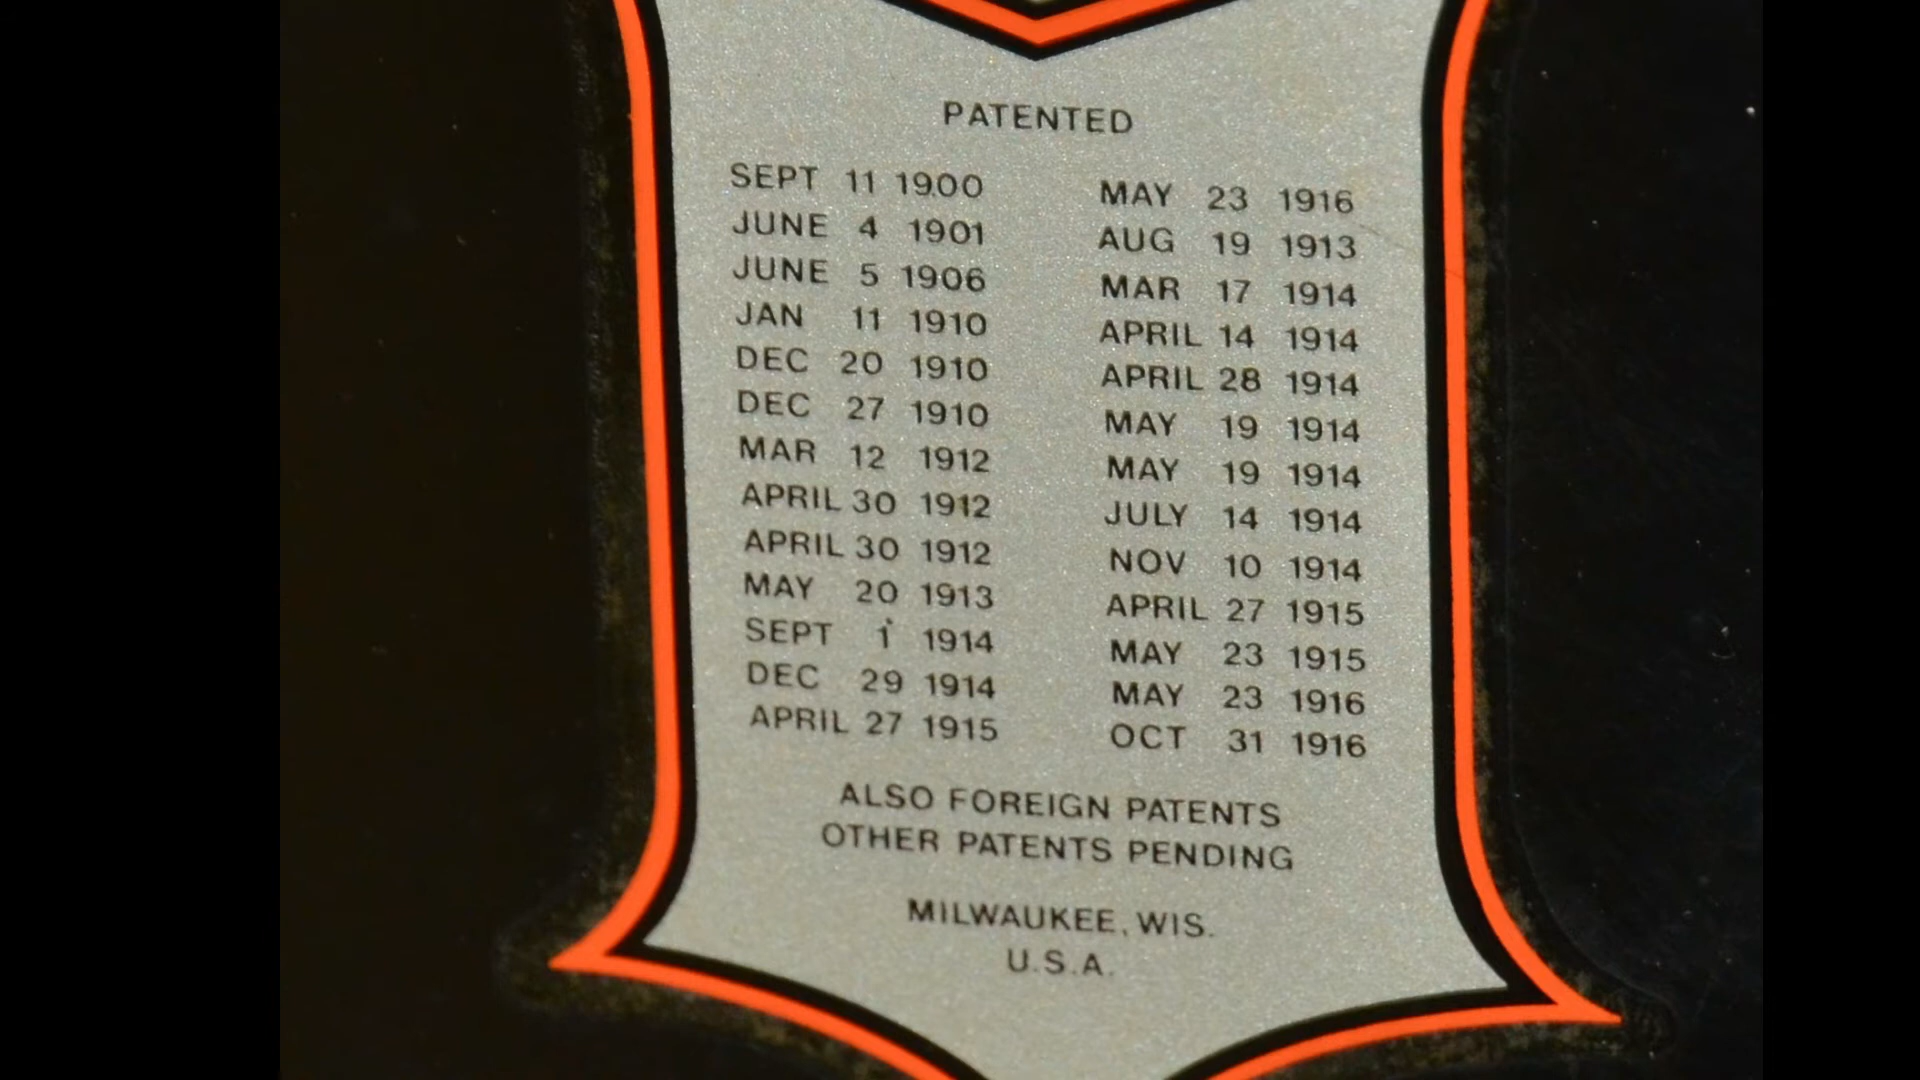 PATENTED
SEPT 11 1900
JUNE 4 1901
JUNE 5 1906
JAN 11 1910
DEC 20 1910
DEC 27 1910
MAR 12 1912
APRIL 30 1912
APRIL 30 1912
MAY 20 1913
SEPT 1 1914
DEC 29 1914
APRIL 27 1915
MAY 23 1916
AUG 19 1913
MAR 17 1914
APRIL 14 1914
APRIL 28 1914
MAY 19 1914
MAY 19 1914
JULY 14 1914
NOV 10 1914
APRIL 27 1915
MAY 23 1915
MAY 23 1916
OCT 31 1916
ALSO FOREIGN PATENTS
OTHER PATENTS PENDING
MILWAUKEE, WIS.
U.S.A.